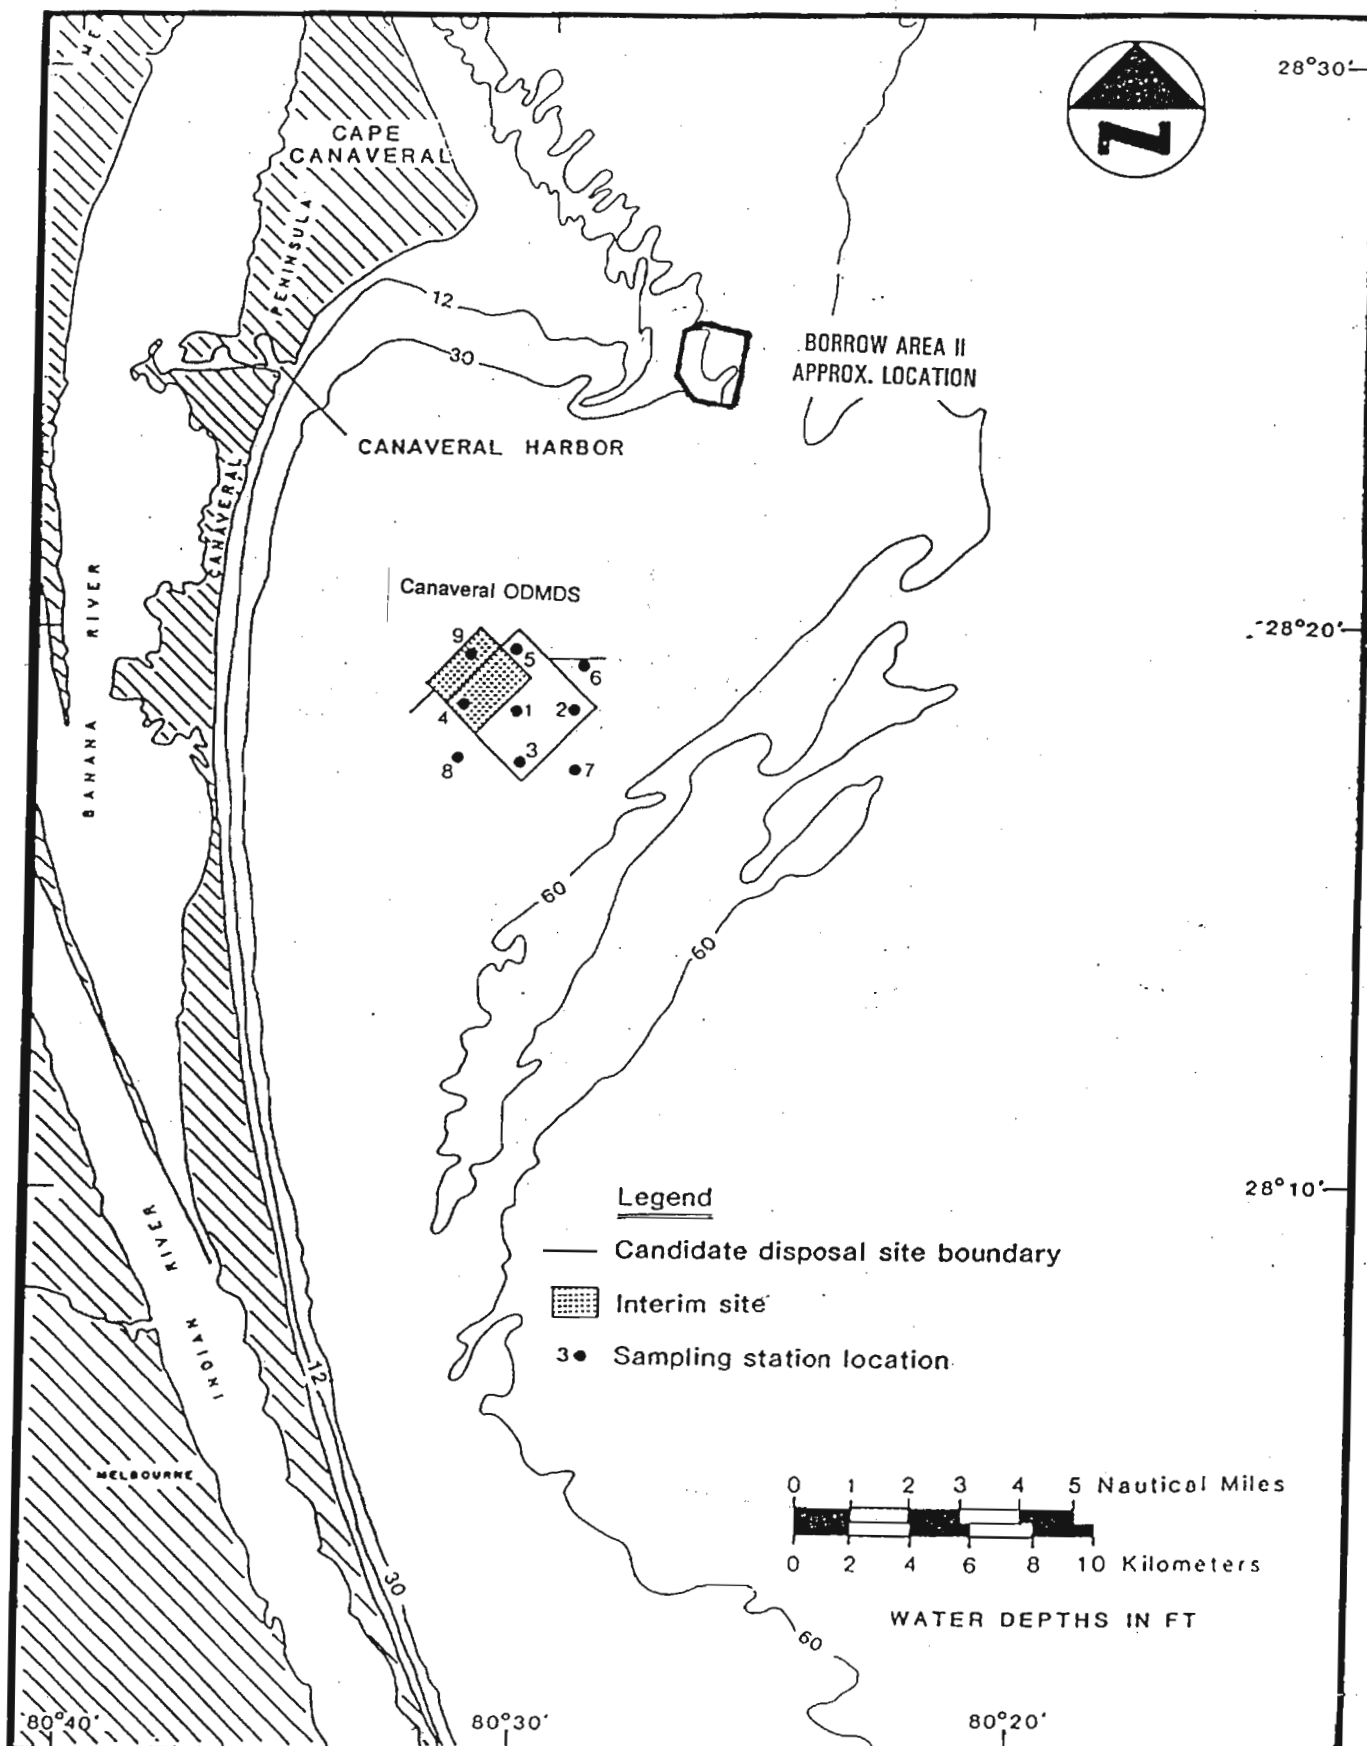 28°30'
N
CAPE
CANAVERAL
PENINSULA
12
30
BORROW AREA II
APPROX. LOCATION
CANAVERAL HARBOR
CANAVERAL
Canaveral ODMDS
9
5
6
4
1
2
3
8
7
28°20'
BANANA RIVER
60
60
28°10'
INDIAN RIVER
Legend
Candidate disposal site boundary
Interim site
3 Sampling station location
12
MELBOURNE
0 1 2 3 4 5 Nautical Miles
0 2 4 6 8 10 Kilometers
30
WATER DEPTHS IN FT
60
80°40' 80°30' 80°20'